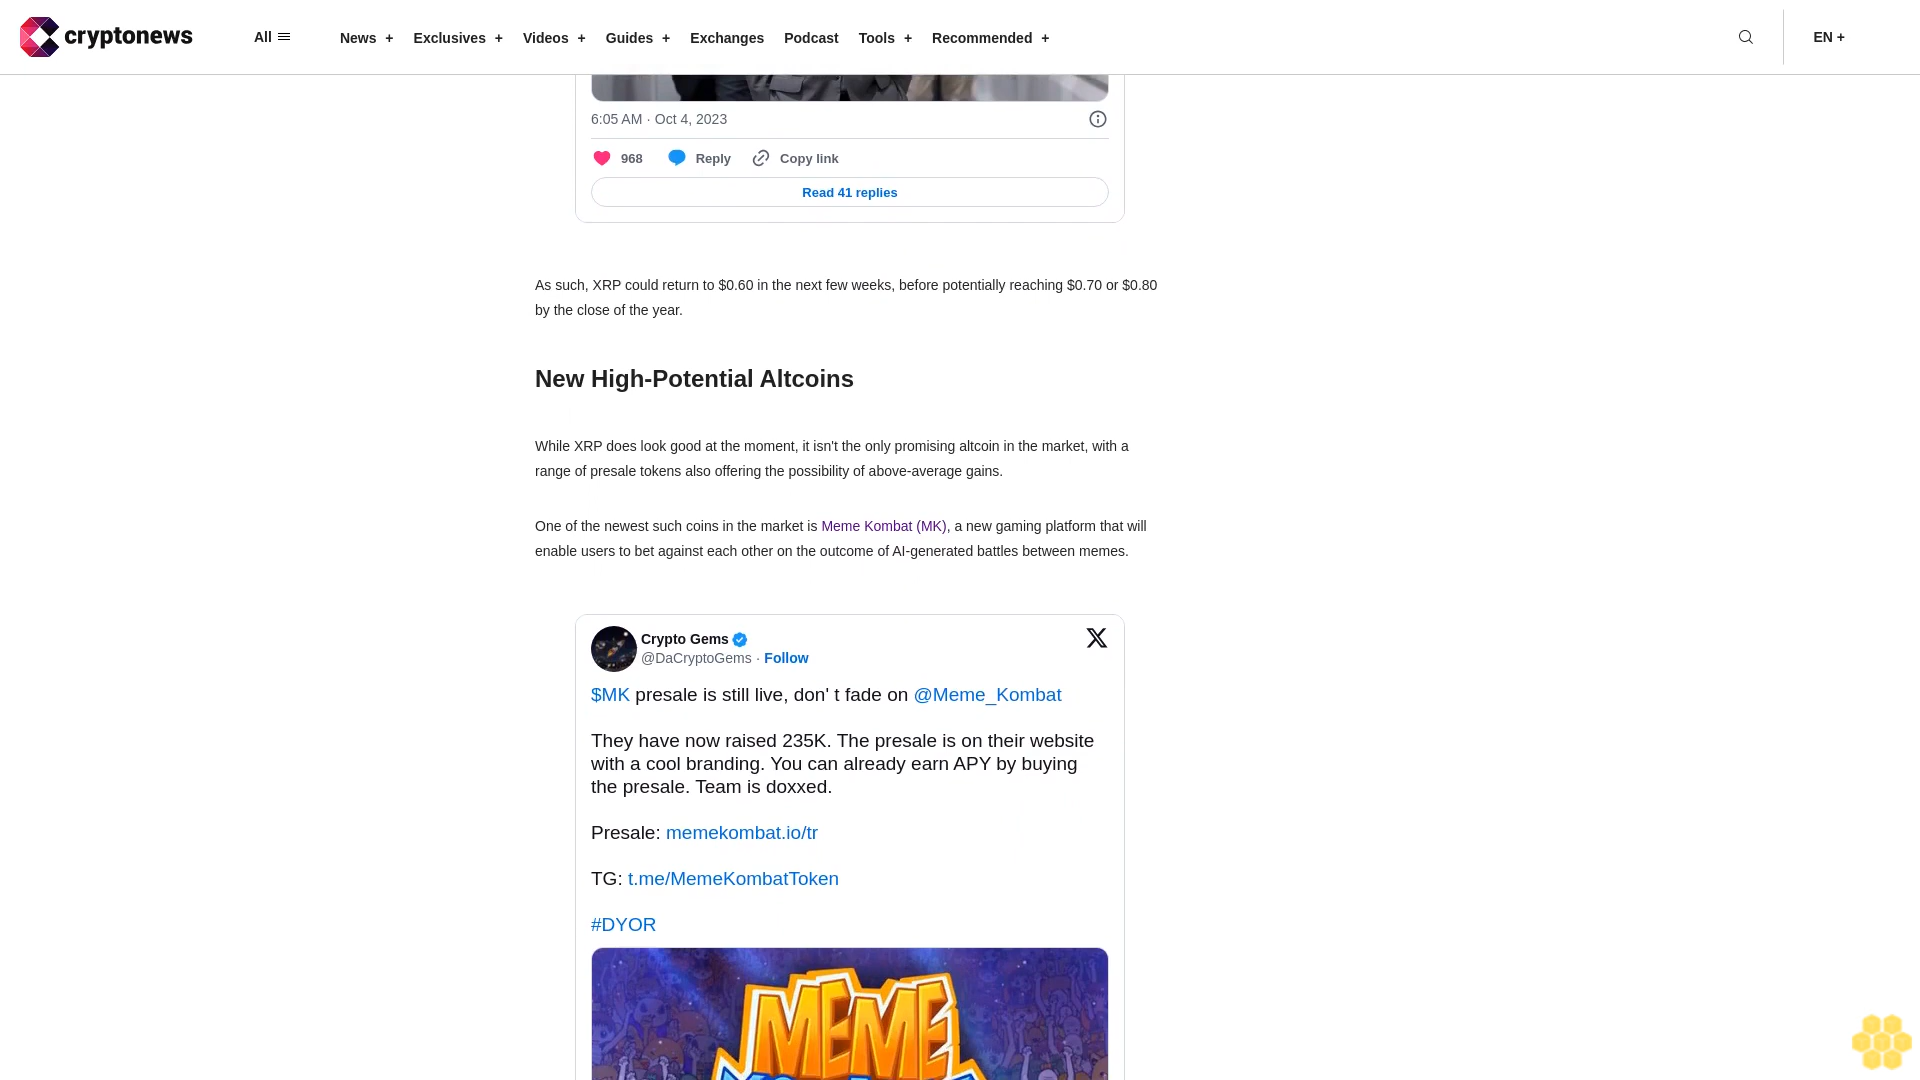 cryptonews
All
News +
Exclusives +
Videos +
Guides +
Exchanges
Podcast
Tools +
Recommended +
EN +
6:05 AM · Oct 4, 2023
968
Reply
Copy link
Read 41 replies
As such, XRP could return to $0.60 in the next few weeks, before potentially reaching $0.70 or $0.80
by the close of the year.
New High-Potential Altcoins
While XRP does look good at the moment, it isn't the only promising altcoin in the market, with a
range of presale tokens also offering the possibility of above-average gains.
One of the newest such coins in the market is Meme Kombat (MK), a new gaming platform that will
enable users to bet against each other on the outcome of AI-generated battles between memes.
Crypto Gems
@DaCryptoGems · Follow
$MK presale is still live, don' t fade on @Meme_Kombat
They have now raised 235K. The presale is on their website
with a cool branding. You can already earn APY by buying
the presale. Team is doxxed.
Presale: memekombat.io/tr
TG: t.me/MemeKombatToken
#DYOR
MEME